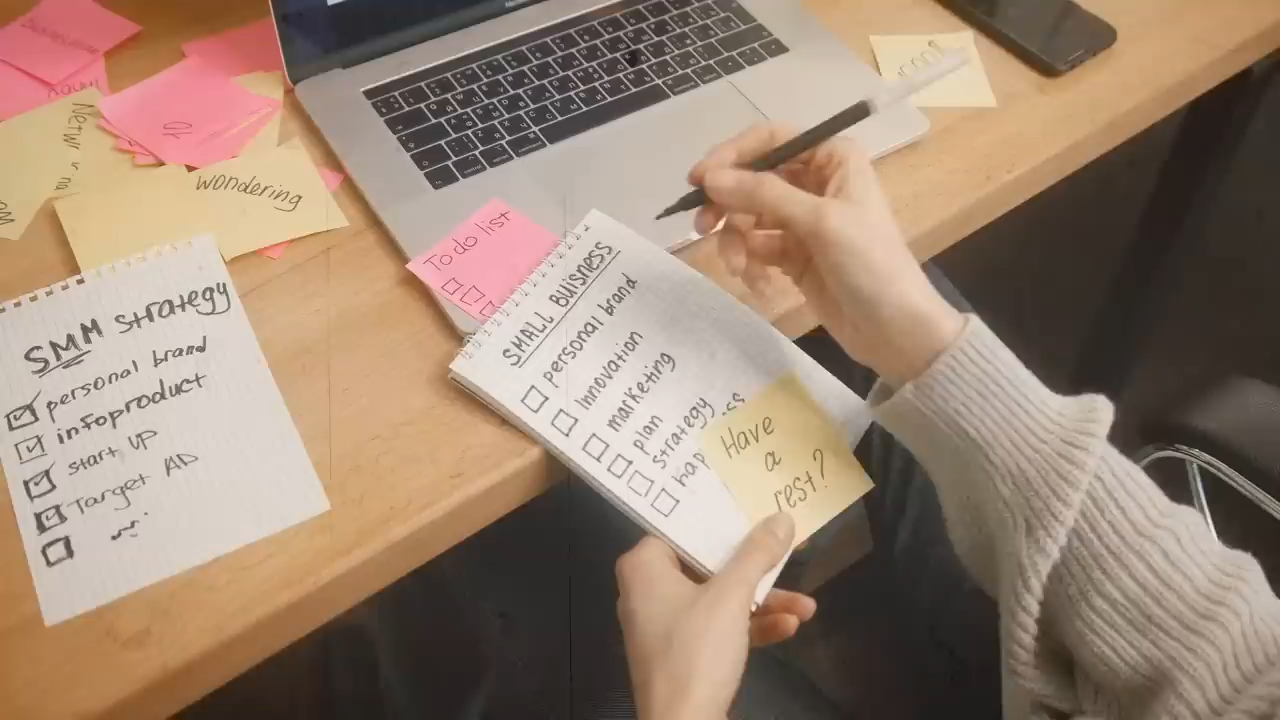 wondering
SMM strategy
personal brand
infoproduct
start UP
Target AD
To do list
SMALL BUISNESS
personal brand
Innovation
marketing
plan
strategy
Have
a
rest?